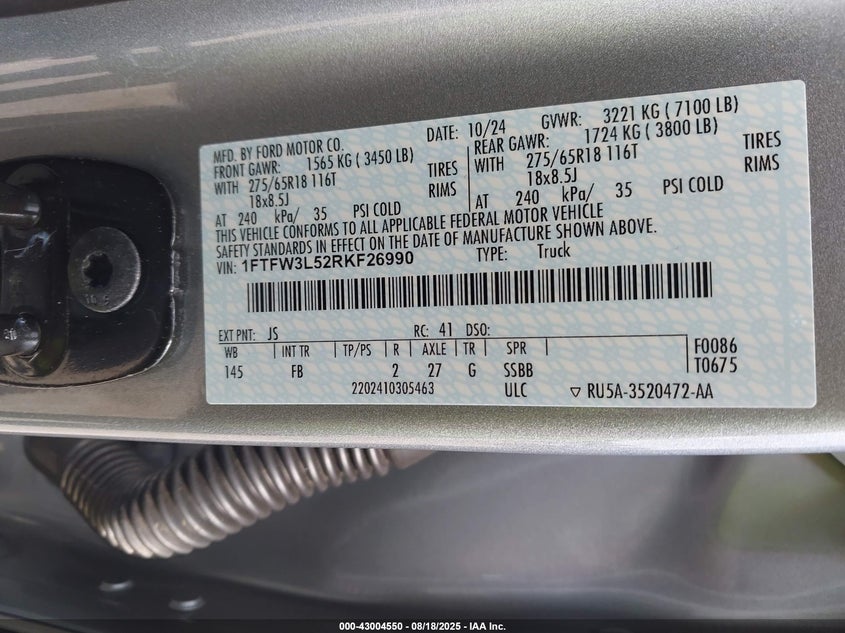 MFD. BY FORD MOTOR CO.
DATE: 10/24 GVWR: 3221 KG ( 7100 LB)
FRONT GAWR: 1565 KG ( 3450 LB) REAR GAWR: 1724 KG ( 3800 LB)
WITH 275/65R18 116T TIRES WITH 275/65R18 116T TIRES
18x8.5J RIMS 18x8.5J RIMS
AT 240 kPa/ 35 PSI COLD AT 240 kPa/ 35 PSI COLD
THIS VEHICLE CONFORMS TO ALL APPLICABLE FEDERAL MOTOR VEHICLE
SAFETY STANDARDS IN EFFECT ON THE DATE OF MANUFACTURE SHOWN ABOVE.
VIN: 1FTFW3L52RKF26990 TYPE: Truck
EXT PNT: JS RC: 41 DSO:
WB INT TR TP/PS R AXLE TR SPR F0086
145 FB 2 27 G SSBB T0675
2202410305463 ULC ▽ RU5A-3520472-AA
000-43004550 - 08/18/2025 - IAA Inc.